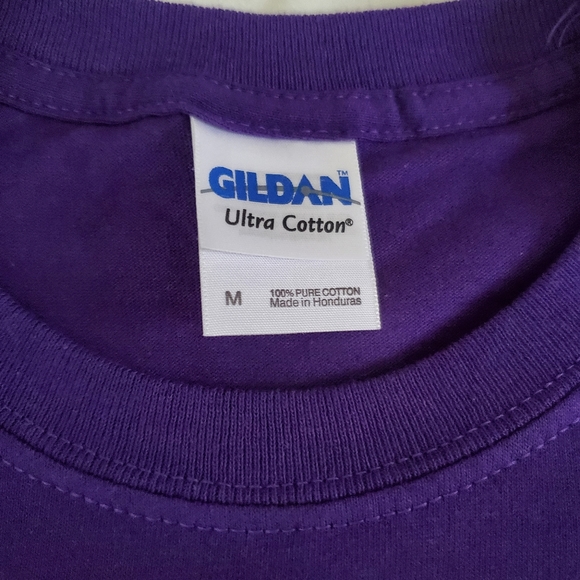 GILDAN™
Ultra Cotton®
M
100% PURE COTTON
Made in Honduras